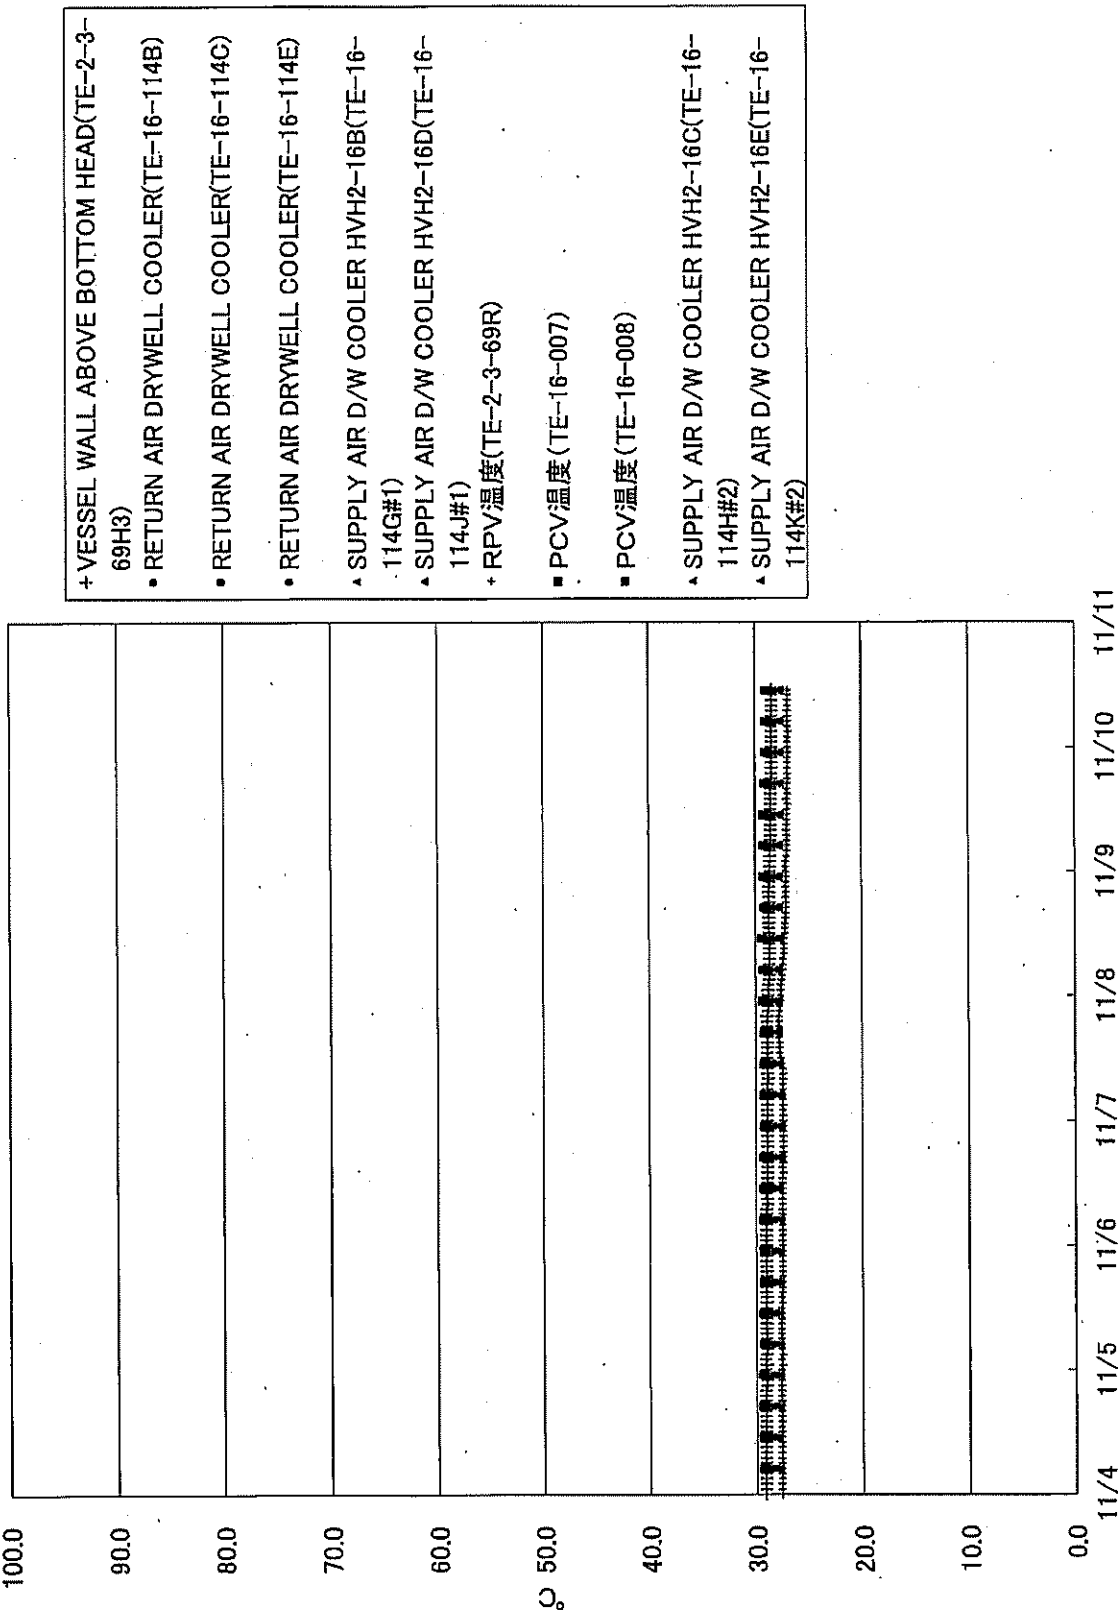 100.0
90.0
80.0
70.0
60.0
50.0
40.0
30.0
20.0
10.0
0.0
℃
11/4
11/5
11/6
11/7
11/8
11/9
11/10
11/11
+ VESSEL WALL ABOVE BOTTOM HEAD(TE-2-3-
69H3)
• RETURN AIR DRYWELL COOLER(TE-16-114B)
• RETURN AIR DRYWELL COOLER(TE-16-114C)
• RETURN AIR DRYWELL COOLER(TE-16-114E)
▲ SUPPLY AIR D/W COOLER HVH2-16B(TE-16-
114G#1)
▲ SUPPLY AIR D/W COOLER HVH2-16D(TE-16-
114J#1)
+ RPV温度(TE-2-3-69R)
■ PCV温度(TE-16-007)
■ PCV温度(TE-16-008)
▲ SUPPLY AIR D/W COOLER HVH2-16C(TE-16-
114H#2)
▲ SUPPLY AIR D/W COOLER HVH2-16E(TE-16-
114K#2)